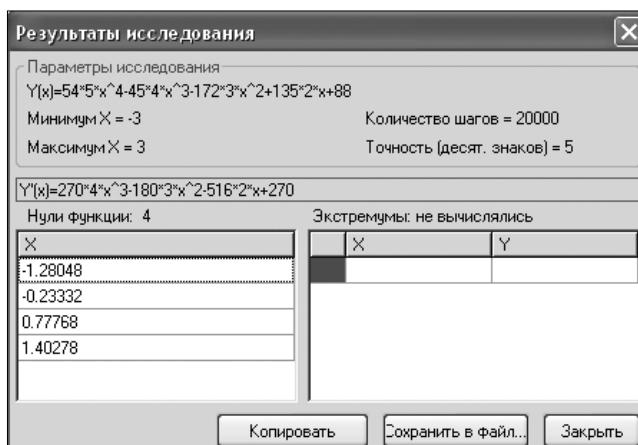 Результаты исследования
Параметры исследования
Y(x)=54*5*x^4-45*4*x^3-172*3*x^2+135*2*x+88
Минимум X = -3
Количество шагов = 20000
Максимум X = 3
Точность (десят. знаков) = 5
Y'(x)=270*4*x^3-180*3*x^2-516*2*x+270
Нули функции: 4
Экстремумы: не вычислялись
X
X Y
-1.28048
-0.23332
0.77768
1.40278
Копировать
Сохранить в файл...
Закрыть